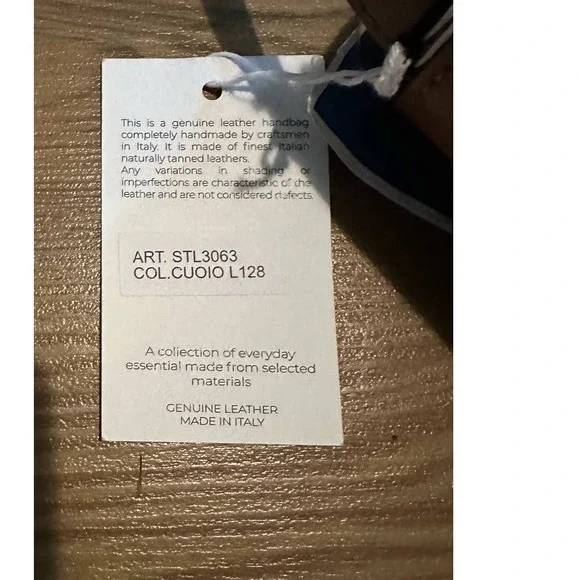 This is a genuine leather handbag
completely handmade by craftsmen
in Italy. It is made of finest Italian
naturally tanned leathers.
Any variations in shading or
imperfections are characteristic of the
leather and are not considered defects.
ART. STL3063
COL.CUOIO L128
A collection of everyday
essential made from selected
materials
GENUINE LEATHER
MADE IN ITALY